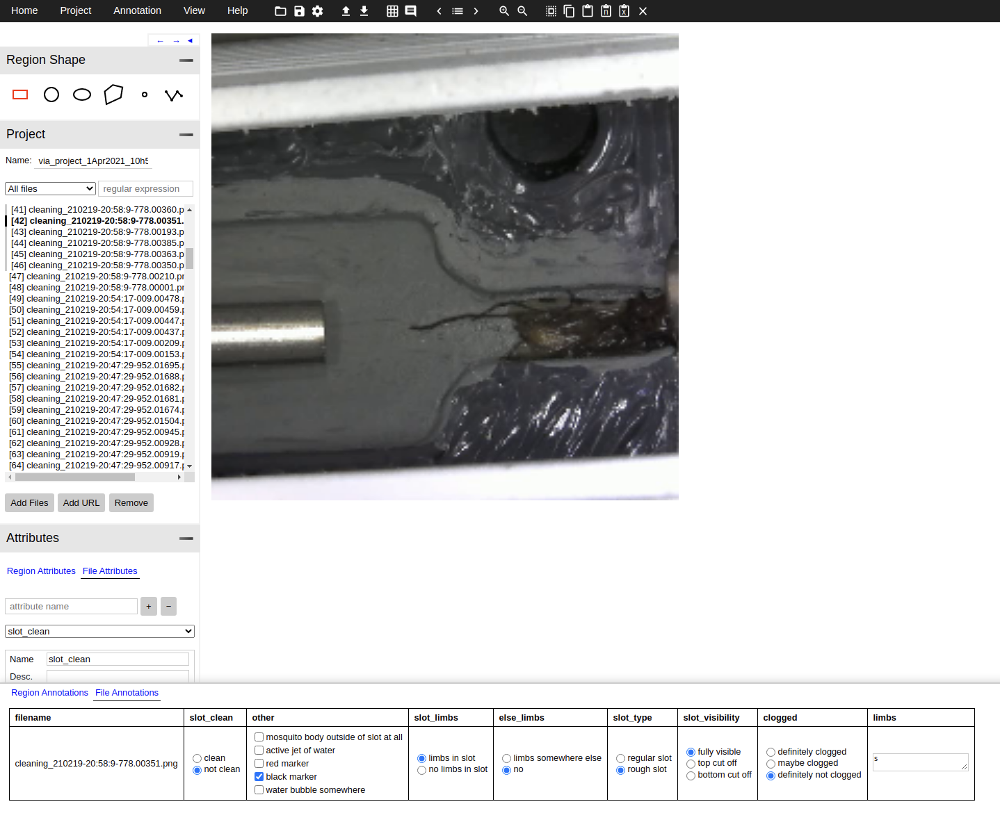 Home Project Annotation View Help
← → ◄
Region Shape
Project
Name: via_project_1Apr2021_10h5
All files regular expression
[41] cleaning_210219-20:58:9-778.00360.p
[42] cleaning_210219-20:58:9-778.00351.
[43] cleaning_210219-20:58:9-778.00193.p
[44] cleaning_210219-20:58:9-778.00385.p
[45] cleaning_210219-20:58:9-778.00363.p
[46] cleaning_210219-20:58:9-778.00350.p
[47] cleaning_210219-20:58:9-778.00210.pr
[48] cleaning_210219-20:58:9-778.00001.pr
[49] cleaning_210219-20:54:17-009.00478.p
[50] cleaning_210219-20:54:17-009.00459.p
[51] cleaning_210219-20:54:17-009.00447.p
[52] cleaning_210219-20:54:17-009.00437.p
[53] cleaning_210219-20:54:17-009.00209.p
[54] cleaning_210219-20:54:17-009.00153.p
[55] cleaning_210219-20:47:29-952.01695.p
[56] cleaning_210219-20:47:29-952.01688.p
[57] cleaning_210219-20:47:29-952.01682.p
[58] cleaning_210219-20:47:29-952.01681.p
[59] cleaning_210219-20:47:29-952.01674.p
[60] cleaning_210219-20:47:29-952.01504.p
[61] cleaning_210219-20:47:29-952.00945.p
[62] cleaning_210219-20:47:29-952.00928.p
[63] cleaning_210219-20:47:29-952.00919.p
[64] cleaning_210219-20:47:29-952.00917.p
Add Files Add URL Remove
Attributes
Region Attributes File Attributes
attribute name + −
slot_clean
Name slot_clean
Desc.
Region Annotations File Annotations
filename slot_clean other slot_limbs else_limbs slot_type slot_visibility clogged limbs
cleaning_210219-20:58:9-778.00351.png
clean
not clean
mosquito body outside of slot at all
active jet of water
red marker
black marker
water bubble somewhere
limbs in slot
no limbs in slot
limbs somewhere else
no
regular slot
rough slot
fully visible
top cut off
bottom cut off
definitely clogged
maybe clogged
definitely not clogged
s